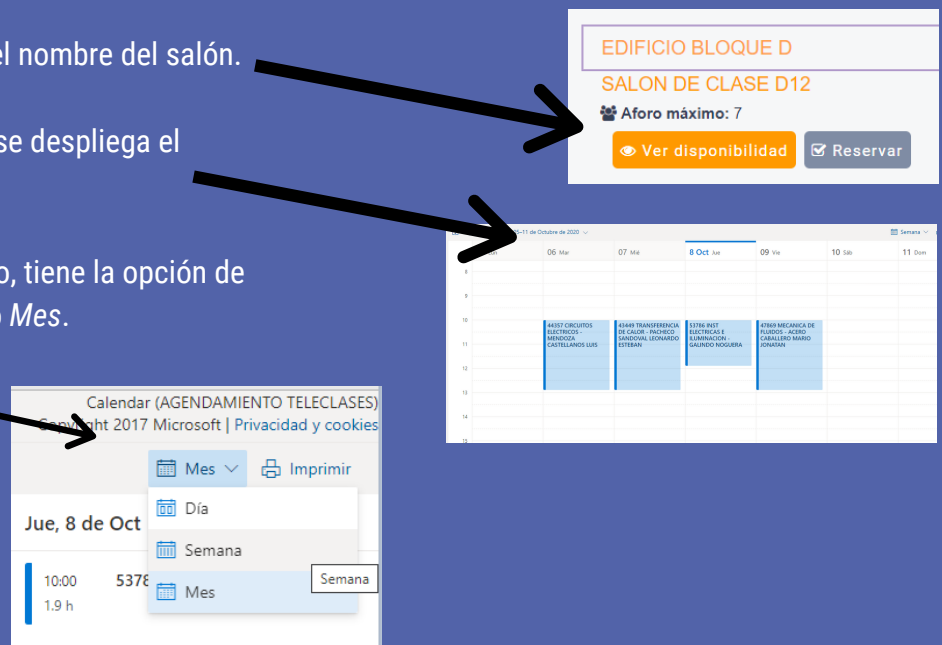 el nombre del salón.
se despliega el
o, tiene la opción de
o Mes.
EDIFICIO BLOQUE D
SALON DE CLASE D12
Aforo máximo: 7
Ver disponibilidad
Reservar
05–11 de Octubre de 2020
Semana
06 Mar
07 Mié
8 Oct Jue
09 Vie
10 Sáb
11 Dom
8
9
10
11
12
13
14
15
44357 CIRCUITOS
ELECTRICOS -
MENDOZA
CASTELLANOS LUIS
43449 TRANSFERENCIA
DE CALOR - PACHECO
SANDOVAL LEONARDO
ESTEBAN
53786 INST
ELECTRICAS E
ILUMINACION -
GALINDO NOGUERA
47869 MECANICA DE
FLUIDOS - ACERO
CABALLERO MARIO
JONATAN
Calendar (AGENDAMIENTO TELECLASES)
Copyright 2017 Microsoft | Privacidad y cookies
Mes
Imprimir
Día
Semana
Mes
Semana
Jue, 8 de Oct
10:00
5378
1.9 h